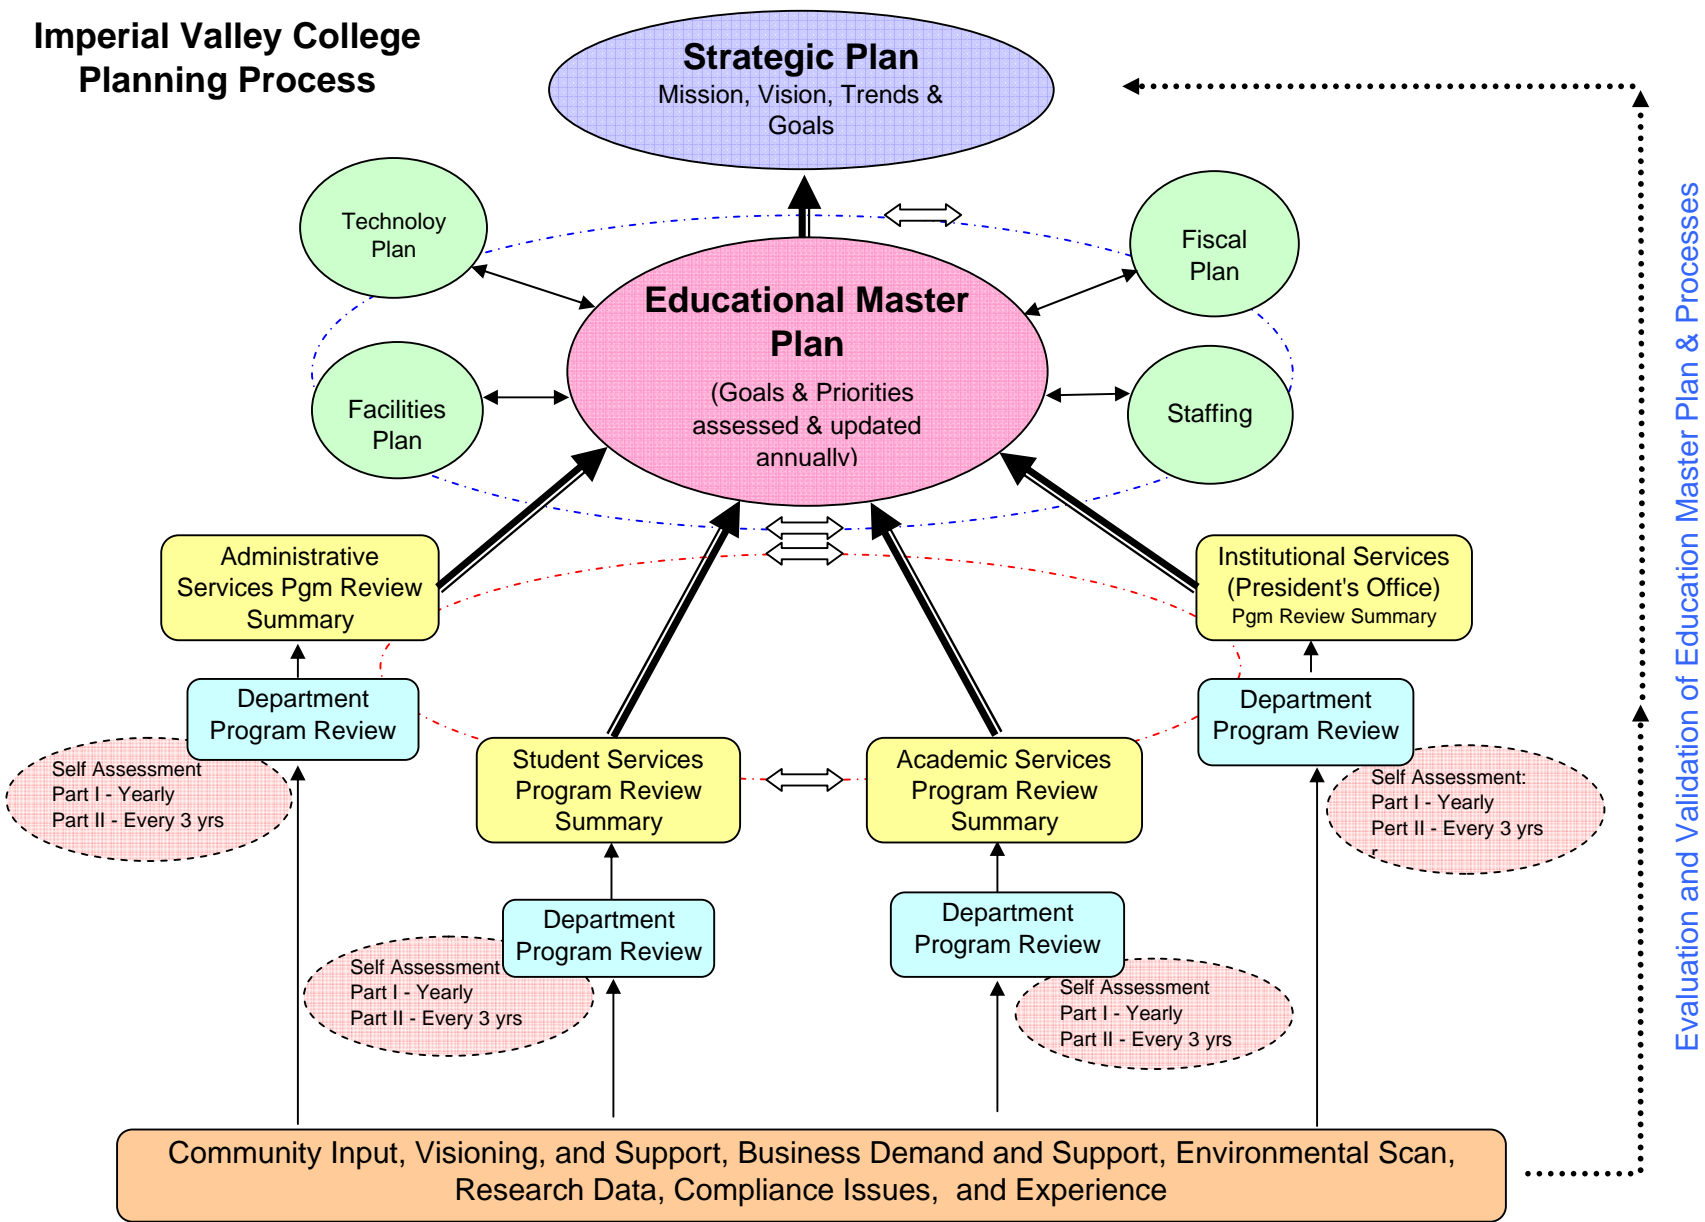 Imperial Valley College
Planning Process
Strategic Plan
Mission, Vision, Trends &
Goals
Technoloy
Plan
Fiscal
Plan
Educational Master
Plan
(Goals & Priorities
assessed & updated
annually)
Facilities
Plan
Staffing
Administrative
Services Pgm Review
Summary
Institutional Services
(President's Office)
Pgm Review Summary
Department
Program Review
Department
Program Review
Self Assessment
Part I - Yearly
Part II - Every 3 yrs
Student Services
Program Review
Summary
Academic Services
Program Review
Summary
Self Assessment:
Part I - Yearly
Pert II - Every 3 yrs
r
Department
Program Review
Department
Program Review
Self Assessment
Part I - Yearly
Part II - Every 3 yrs
Self Assessment
Part I - Yearly
Part II - Every 3 yrs
Community Input, Visioning, and Support, Business Demand and Support, Environmental Scan,
Research Data, Compliance Issues,  and Experience
Evaluation and Validation of Education Master Plan & Processes